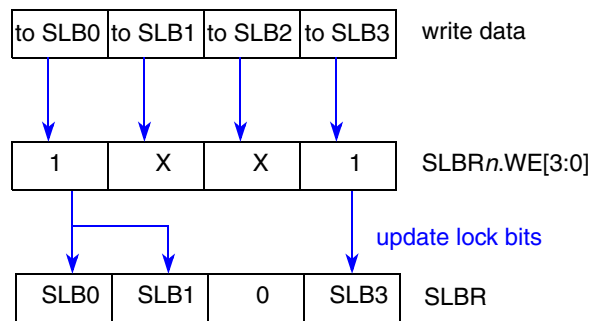 to SLB0 to SLB1 to SLB2 to SLB3 write data
1 X X 1 SLBRn.WE[3:0]
update lock bits
SLB0 SLB1 0 SLB3 SLBR